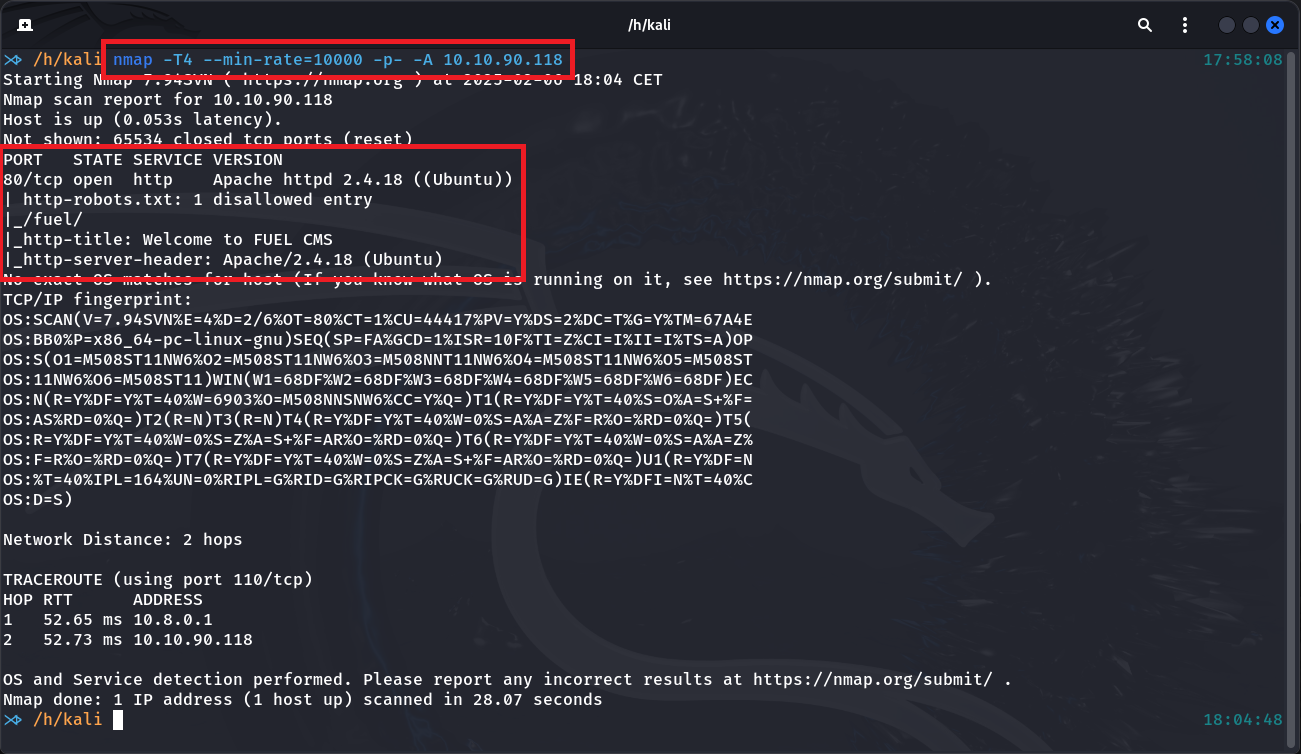 /h/kali
/h/kali nmap -T4 --min-rate=10000 -p- -A 10.10.90.118 17:58:08
Starting Nmap 7.94SVN ( https://nmap.org ) at 2025-02-06 18:04 CET
Nmap scan report for 10.10.90.118
Host is up (0.053s latency).
Not shown: 65534 closed tcp ports (reset)
PORT   STATE SERVICE VERSION
80/tcp open  http    Apache httpd 2.4.18 ((Ubuntu))
| http-robots.txt: 1 disallowed entry
|_/fuel/
|_http-title: Welcome to FUEL CMS
|_http-server-header: Apache/2.4.18 (Ubuntu)
No exact OS matches for host (If you know what OS is running on it, see https://nmap.org/submit/ ).
TCP/IP fingerprint:
OS:SCAN(V=7.94SVN%E=4%D=2/6%OT=80%CT=1%CU=44417%PV=Y%DS=2%DC=T%G=Y%TM=67A4E
OS:BB0%P=x86_64-pc-linux-gnu)SEQ(SP=FA%GCD=1%ISR=10F%TI=Z%CI=I%II=I%TS=A)OP
OS:S(O1=M508ST11NW6%O2=M508ST11NW6%O3=M508NNT11NW6%O4=M508ST11NW6%O5=M508ST
OS:11NW6%O6=M508ST11)WIN(W1=68DF%W2=68DF%W3=68DF%W4=68DF%W5=68DF%W6=68DF)EC
OS:N(R=Y%DF=Y%T=40%W=6903%O=M508NNSNW6%CC=Y%Q=)T1(R=Y%DF=Y%T=40%S=O%A=S+%F=
OS:AS%RD=0%Q=)T2(R=N)T3(R=N)T4(R=Y%DF=Y%T=40%W=0%S=A%A=Z%F=R%O=%RD=0%Q=)T5(
OS:R=Y%DF=Y%T=40%W=0%S=Z%A=S+%F=AR%O=%RD=0%Q=)T6(R=Y%DF=Y%T=40%W=0%S=A%A=Z%
OS:F=R%O=%RD=0%Q=)T7(R=Y%DF=Y%T=40%W=0%S=Z%A=S+%F=AR%O=%RD=0%Q=)U1(R=Y%DF=N
OS:%T=40%IPL=164%UN=0%RIPL=G%RID=G%RIPCK=G%RUCK=G%RUD=G)IE(R=Y%DFI=N%T=40%C
OS:D=S)
Network Distance: 2 hops
TRACEROUTE (using port 110/tcp)
HOP RTT      ADDRESS
1   52.65 ms 10.8.0.1
2   52.73 ms 10.10.90.118
OS and Service detection performed. Please report any incorrect results at https://nmap.org/submit/ .
Nmap done: 1 IP address (1 host up) scanned in 28.07 seconds
/h/kali 18:04:48